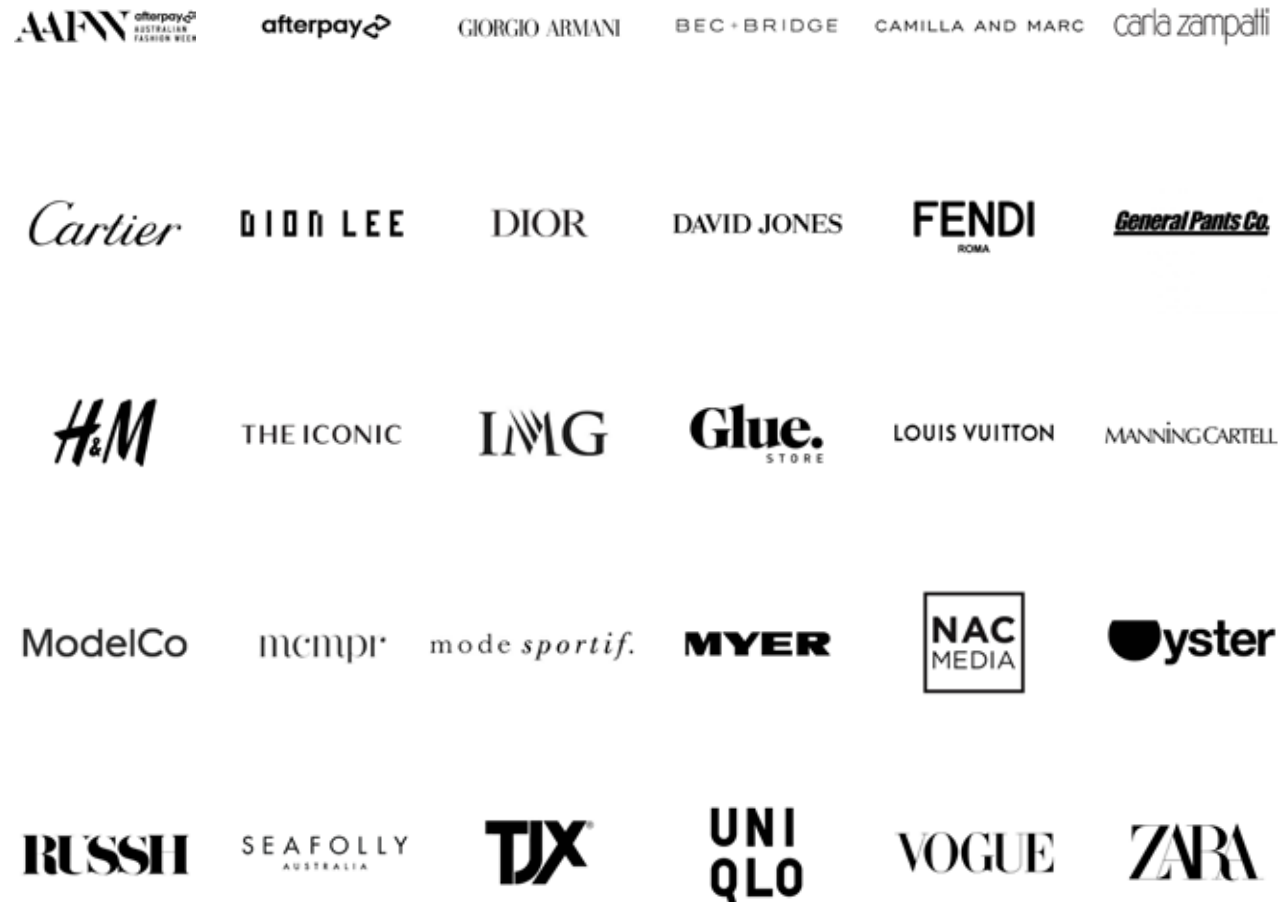 AAFW afterpay AUSTRALIAN FASHION WEEK
afterpay
GIORGIO ARMANI
BEC+BRIDGE
CAMILLA AND MARC
carla zampatti
Cartier
DION LEE
DIOR
DAVID JONES
FENDI
ROMA
General Pants Co.
H&M
THE ICONIC
IMG
Glue.
STORE
LOUIS VUITTON
MANNiNG CARTELL
ModelCo
mcmpr
mode sportif.
MYER
NAC
MEDIA
Oyster
RUSSH
SEAFOLLY
AUSTRALIA
TJX®
UNI
QLO
VOGUE
ZARA